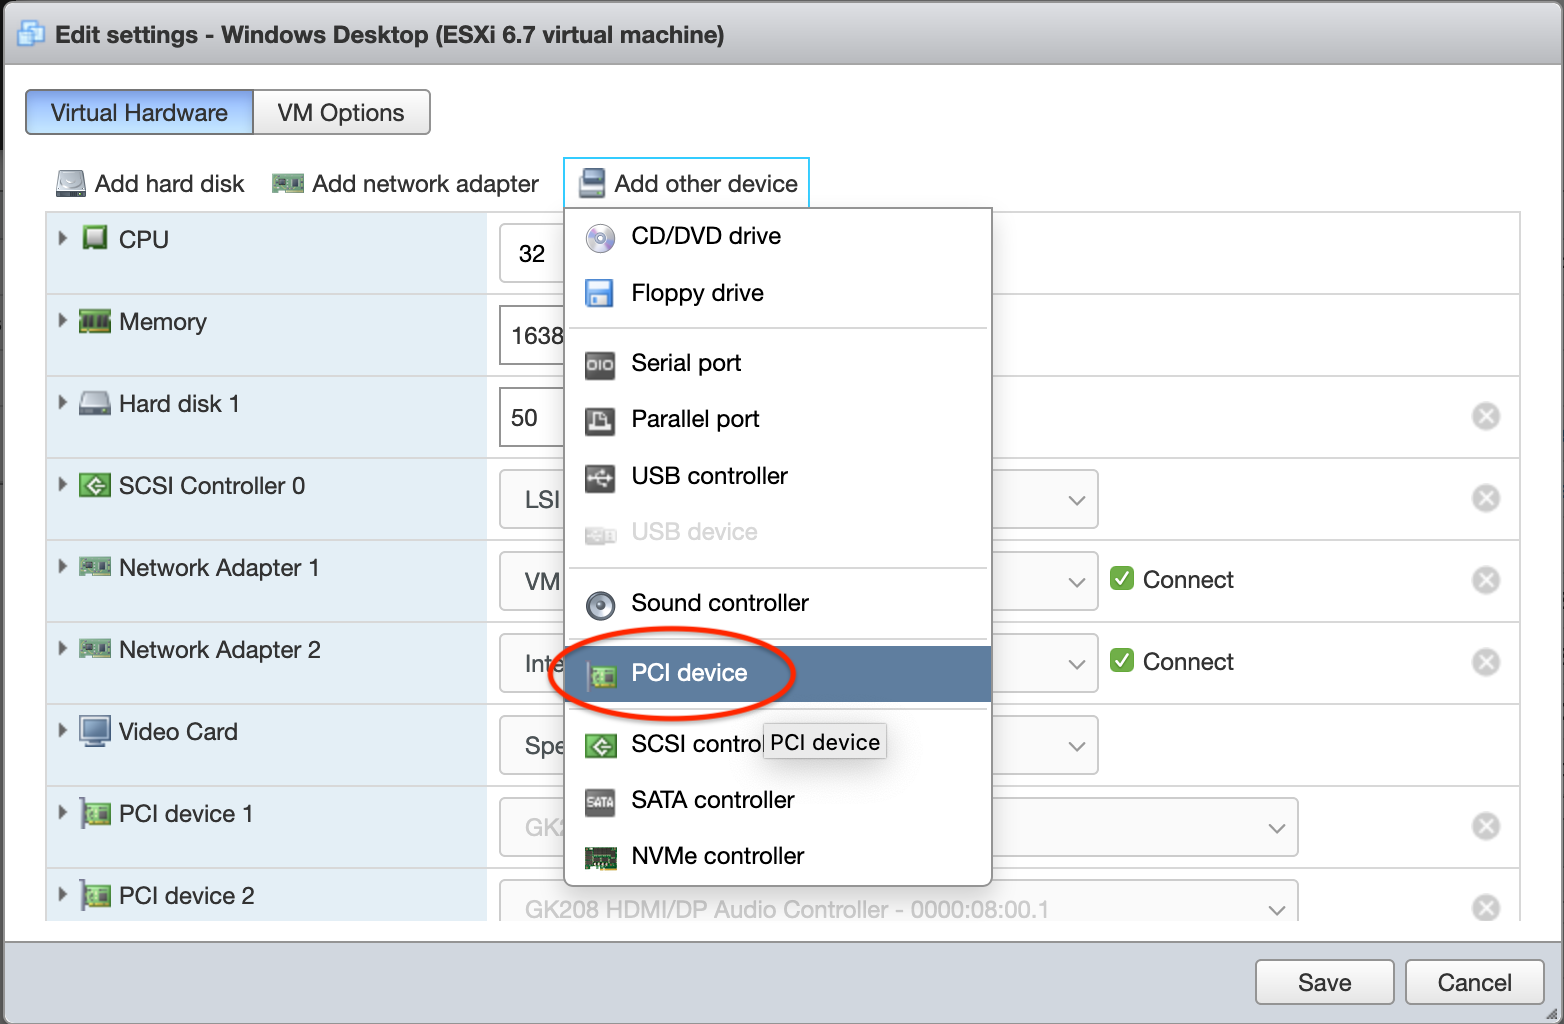 Edit settings - Windows Desktop (ESXi 6.7 virtual machine)
Virtual Hardware VM Options
Add hard disk Add network adapter Add other device
CPU 32
Memory 1638
Hard disk 1 50
SCSI Controller 0 LSI
Network Adapter 1 VM Connect
Network Adapter 2 Inte Connect
Video Card Spe
PCI device 1 GK2
PCI device 2 GK208 HDMI/DP Audio Controller - 0000:08:00.1
CD/DVD drive
Floppy drive
OIO Serial port
Parallel port
USB controller
USB device
Sound controller
PCI device
SCSI contro PCI device
SATA SATA controller
NVMe controller
Save Cancel